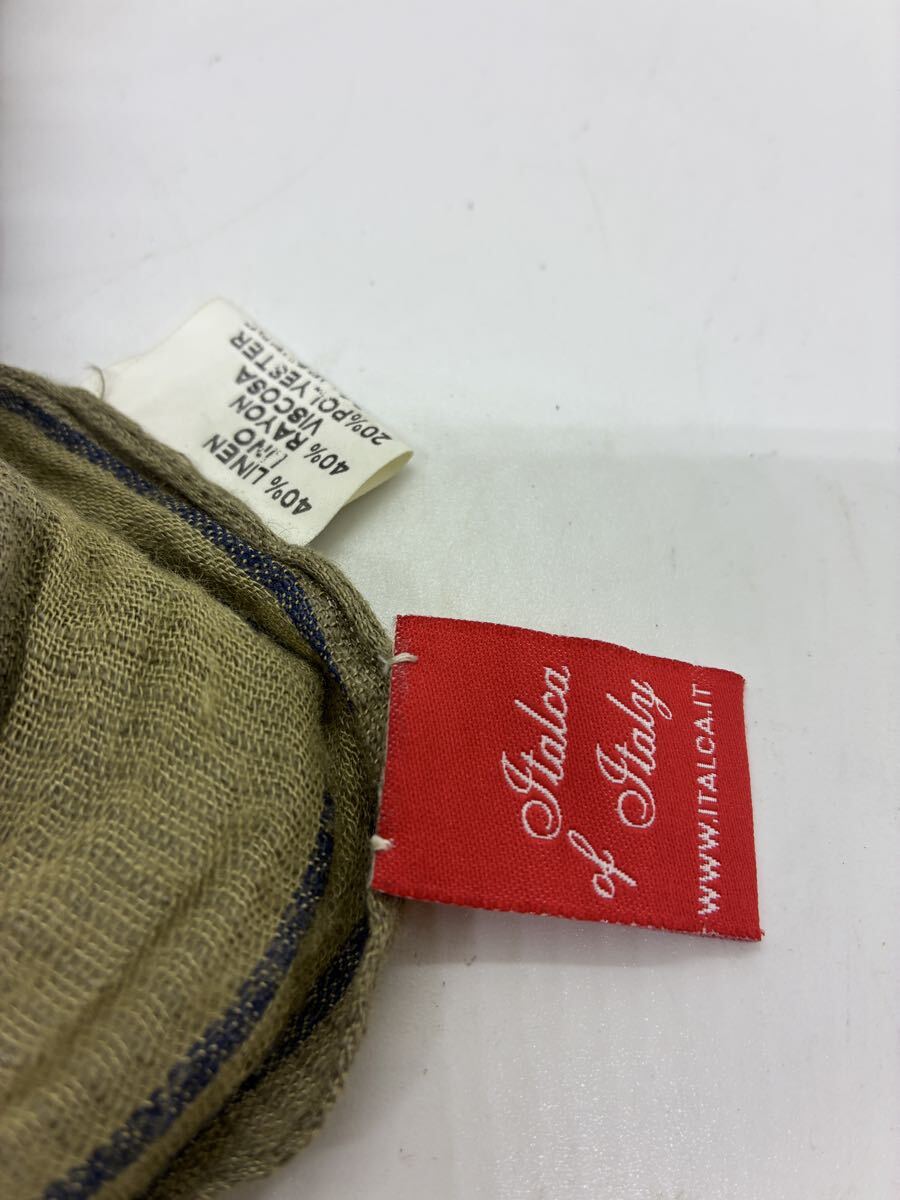 40% LINEN
LINO
40% RAYON
VISCOSA
20%POLYESTER
Italca
of Italy
WWW.ITALCA.IT